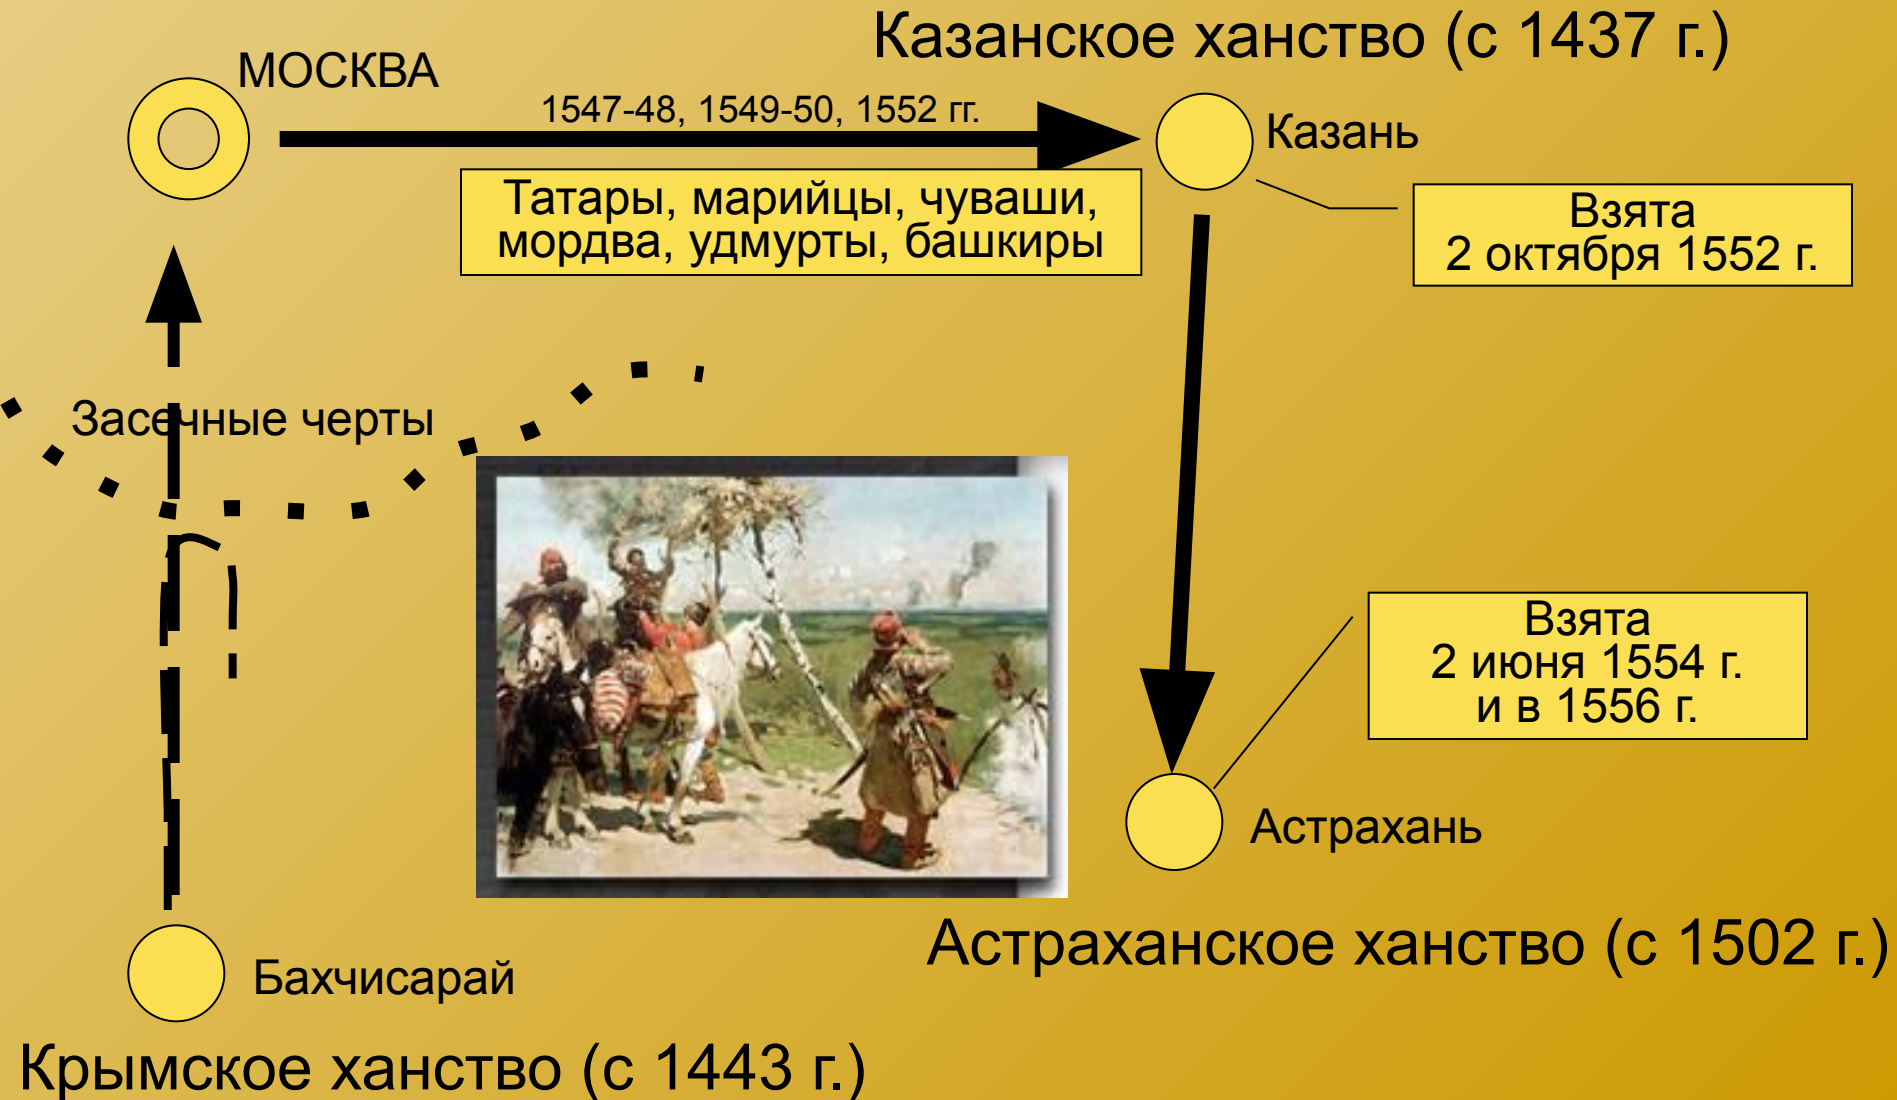 Казанское ханство (с 1437 г.)
МОСКВА
1547-48, 1549-50, 1552 гг.
Казань
Татары, марийцы, чуваши,
мордва, удмурты, башкиры
Взята
2 октября 1552 г.
Засечные черты
Взята
2 июня 1554 г.
и в 1556 г.
Астрахань
Астраханское ханство (с 1502 г.)
Бахчисарай
Крымское ханство (с 1443 г.)